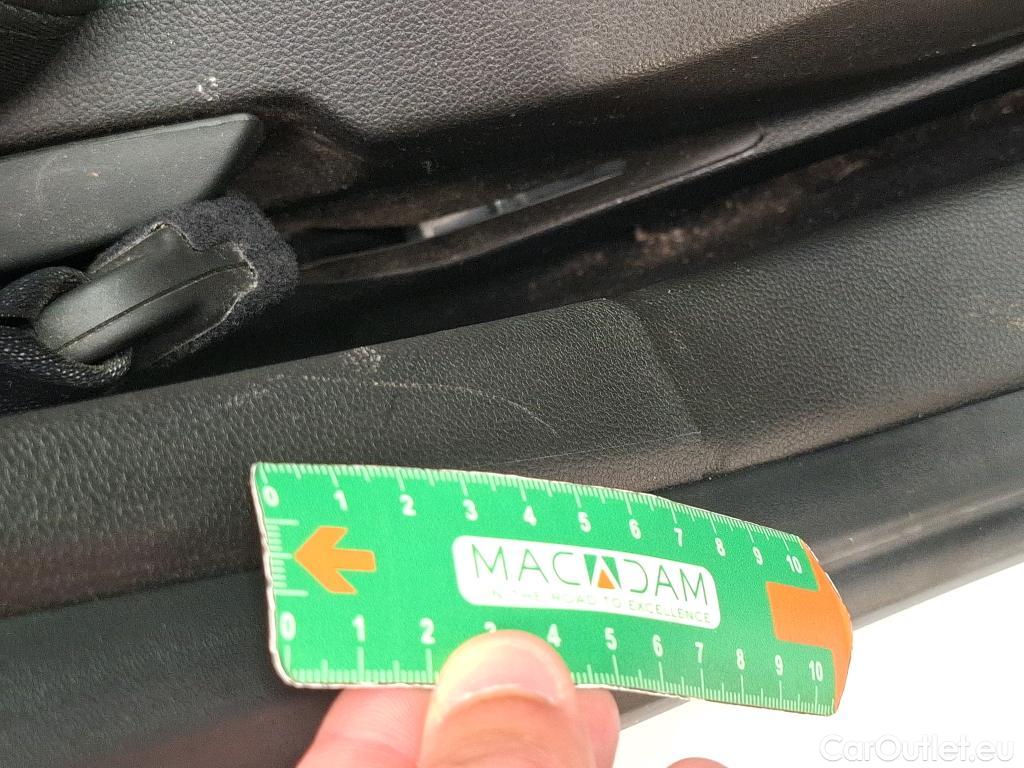 0 1 2 3 4 5 6 7 8 9 10
MACADAM
IN THE ROAD TO EXCELLENCE
0 1 2 3 4 5 6 7 8 9 10
CarOutlet.eu